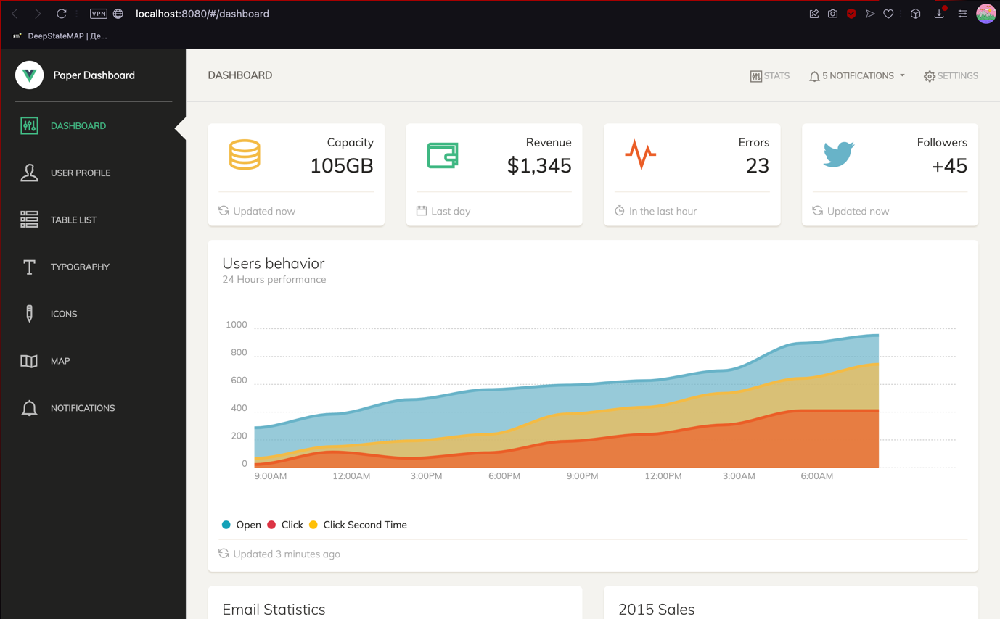 VPN
localhost:8080/#/dashboard
DeepStateMAP | Де...
Paper Dashboard
DASHBOARD
USER PROFILE
TABLE LIST
TYPOGRAPHY
ICONS
MAP
NOTIFICATIONS
DASHBOARD
STATS
5 NOTIFICATIONS
SETTINGS
Capacity
105GB
Updated now
Revenue
$1,345
Last day
Errors
23
In the last hour
Followers
+45
Updated now
Users behavior
24 Hours performance
1000
800
600
400
200
0
9:00AM 12:00AM 3:00PM 6:00PM 9:00PM 12:00PM 3:00AM 6:00AM
Open Click Click Second Time
Updated 3 minutes ago
Email Statistics
2015 Sales